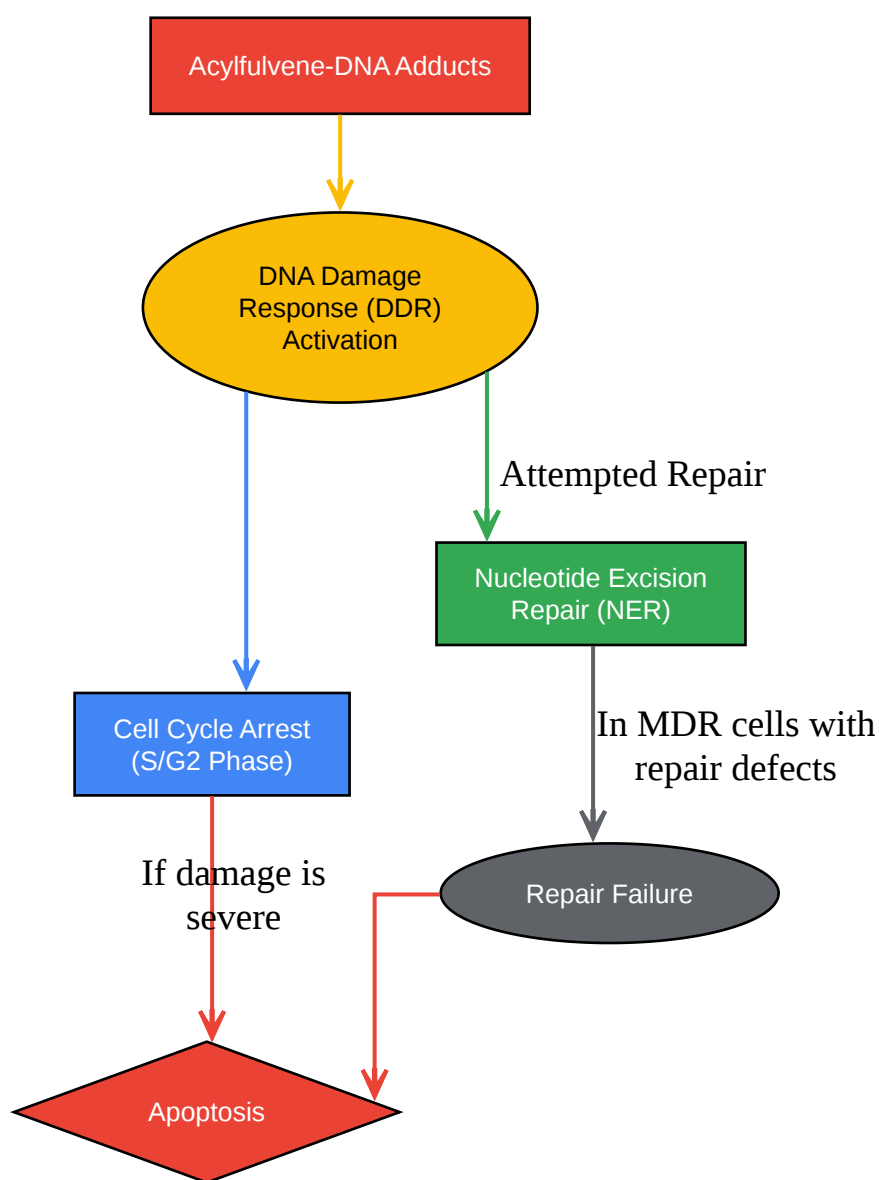 Acylfulvene-DNA Adducts
DNA Damage
Response (DDR)
Activation
Attempted Repair
Nucleotide Excision
Repair (NER)
Cell Cycle Arrest
(S/G2 Phase)
In MDR cells with
repair defects
If damage is
severe
Repair Failure
Apoptosis